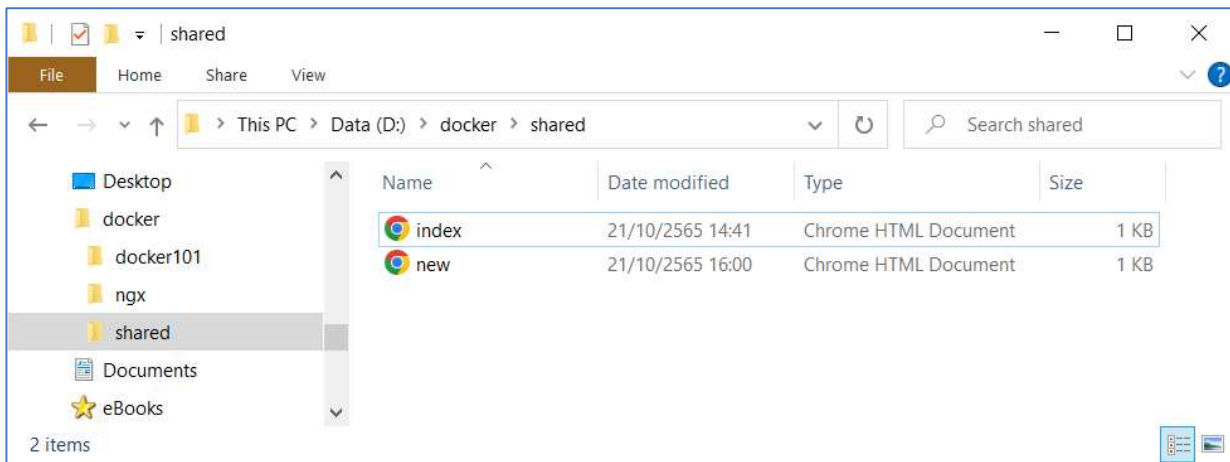 shared
File Home Share View
This PC > Data (D:) > docker > shared Search shared
Name Date modified Type Size
Desktop
docker
docker101
ngx
shared
Documents
eBooks
index 21/10/2565 14:41 Chrome HTML Document 1 KB
new 21/10/2565 16:00 Chrome HTML Document 1 KB
2 items